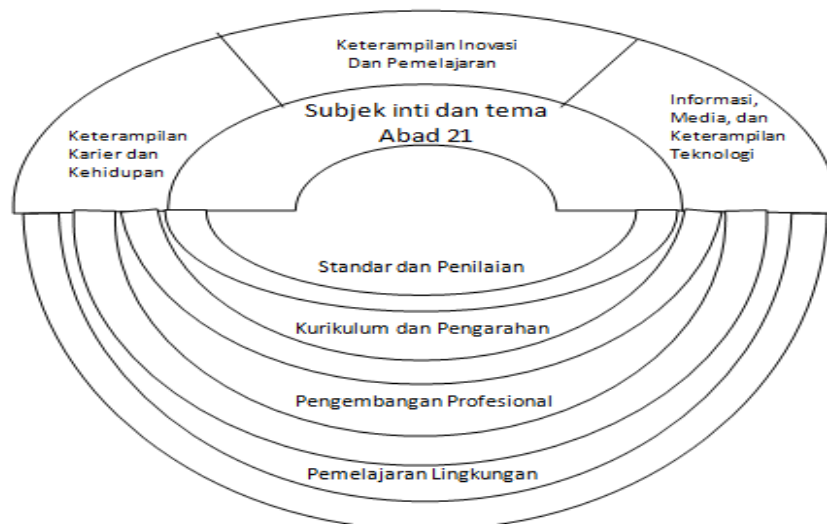 Keterampilan Inovasi
Dan Pemelajaran
Subjek inti dan tema
Abad 21
Keterampilan
Karier dan
Kehidupan
Informasi,
Media, dan
Keterampilan
Teknologi
Standar dan Penilaian
Kurikulum dan Pengarahan
Pengembangan Profesional
Pemelajaran Lingkungan